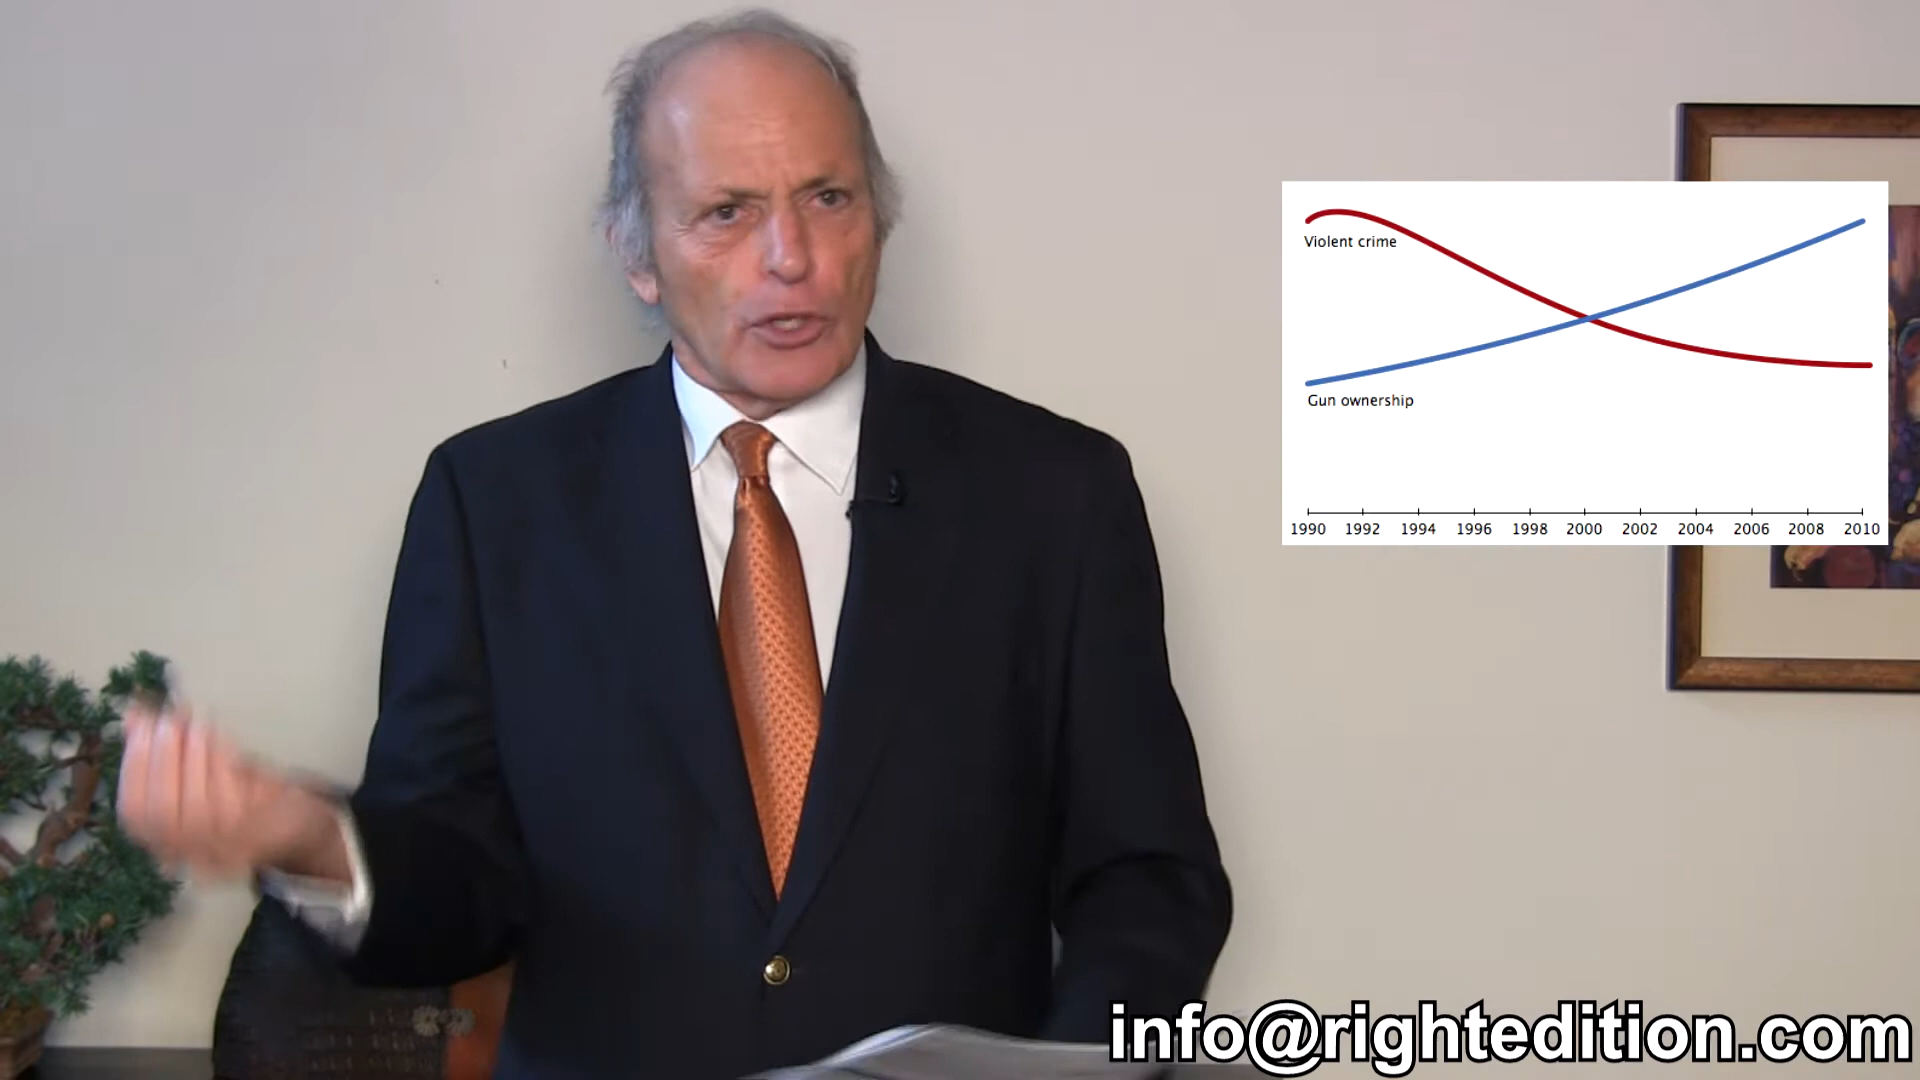 Violent crime
Gun ownership
1990 1992 1994 1996 1998 2000 2002 2004 2006 2008 2010
info@rightedition.com